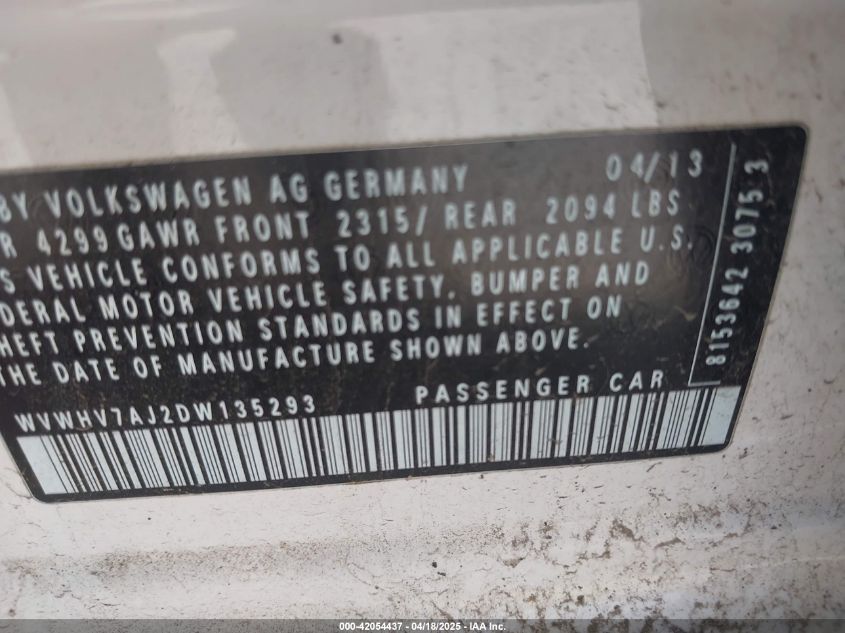 BY VOLKSWAGEN AG GERMANY 04/13
R 4299 GAWR FRONT 2315/ REAR 2094 LBS
S VEHICLE CONFORMS TO ALL APPLICABLE U.S.
DERAL MOTOR VEHICLE SAFETY, BUMPER AND
HEFT PREVENTION STANDARDS IN EFFECT ON
THE DATE OF MANUFACTURE SHOWN ABOVE.
WVWHV7AJ2DW135293 PASSENGER CAR
8153642 3075 3
000-42054437 - 04/18/2025 - IAA Inc.